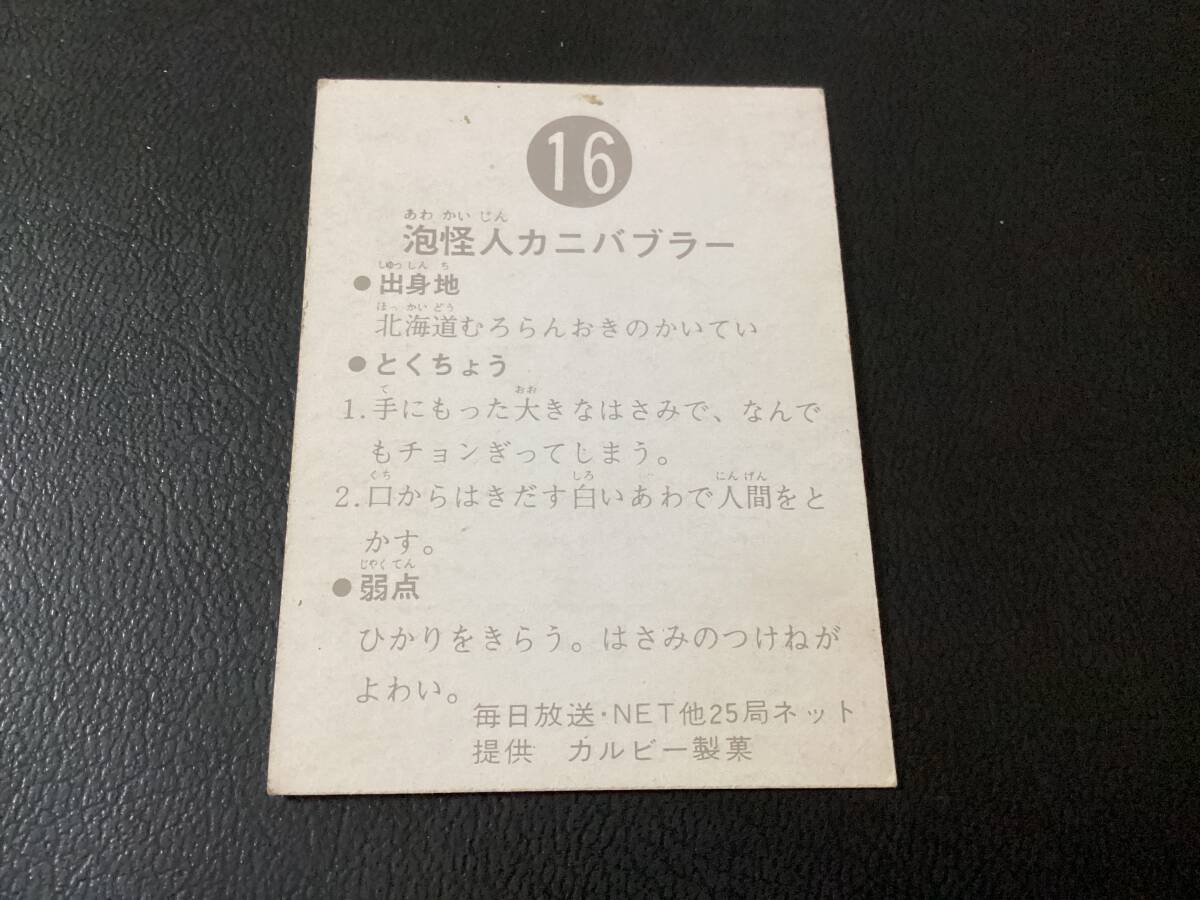 16
あわ かい じん
泡怪人カニバブラー
しゅっ しん ち
●出身地
ほっ かい どう
北海道むろらんおきのかいてい
●とくちょう
て おお
1.手にもった大きなはさみで、なんで
もチョンぎってしまう。
くち しろ にん げん
2.口からはきだす白いあわで人間をと
かす。
じゃく てん
●弱点
ひかりをきらう。はさみのつけねが
よわい。
毎日放送・NET他25局ネット
提供 カルビー製菓